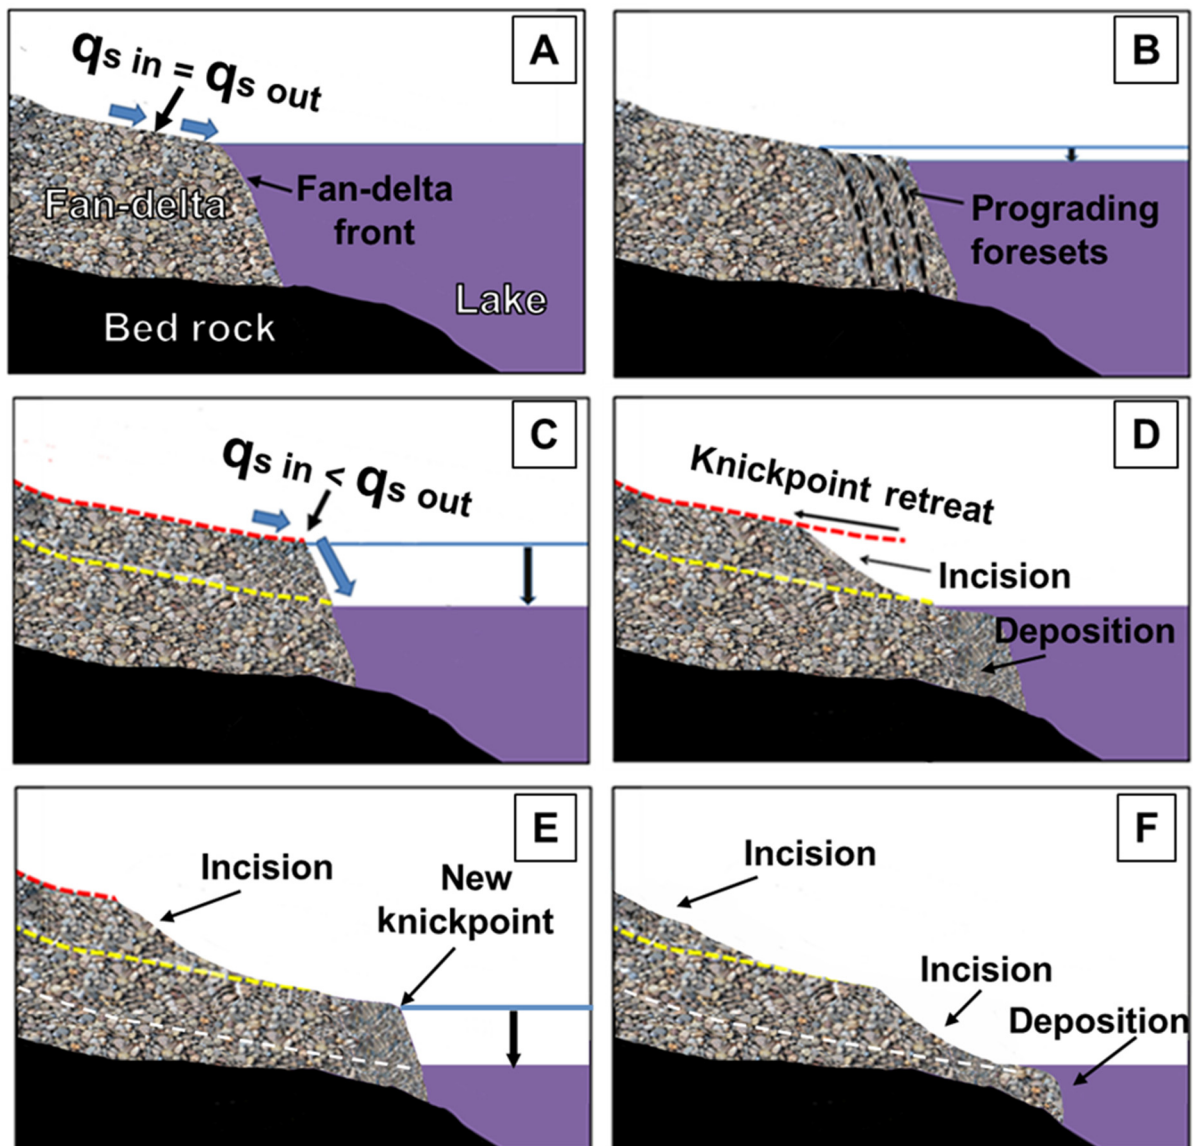 A
qs in = qs out
Fan-delta
Fan-delta
front
Lake
Bed rock
B
Prograding
foresets
C
qs in < qs out
D
Knickpoint retreat
Incision
Deposition
E
Incision
New
knickpoint
F
Incision
Incision
Deposition